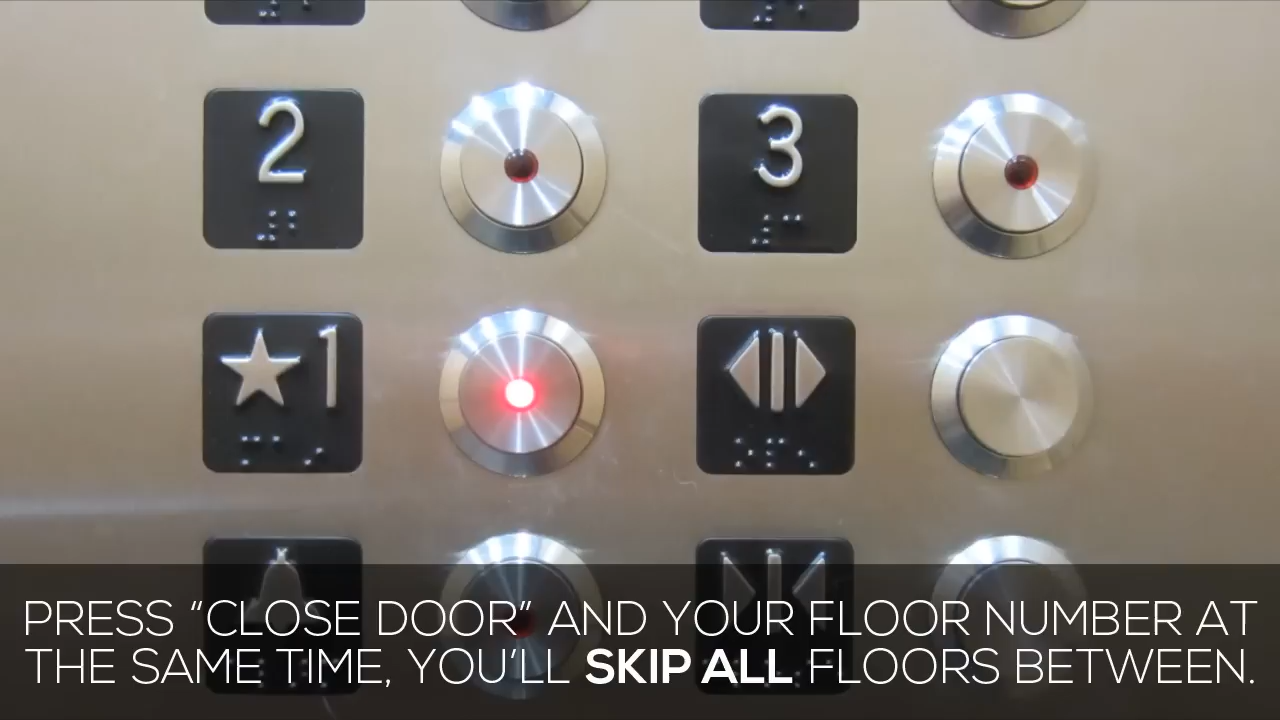 2
3
★1
PRESS “CLOSE DOOR” AND YOUR FLOOR NUMBER AT
THE SAME TIME, YOU’LL SKIP ALL FLOORS BETWEEN.